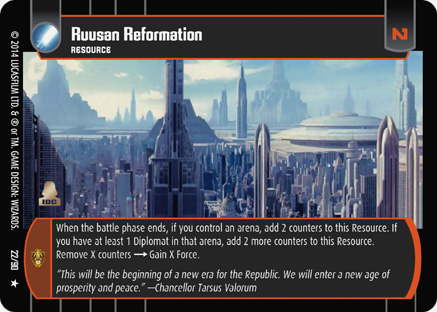 Ruusan Reformation
N
RESOURCE
© 2014 LUCASFILM LTD. & ® or TM. GAME DESIGN: WIZARDS.
IDC
When the battle phase ends, if you control an arena, add 2 counters to this Resource. If
you have at least 1 Diplomat in that arena, add 2 more counters to this Resource.
Remove X counters → Gain X Force.
"This will be the beginning of a new era for the Republic. We will enter a new age of
prosperity and peace." —Chancellor Tarsus Valorum
22/90 ★